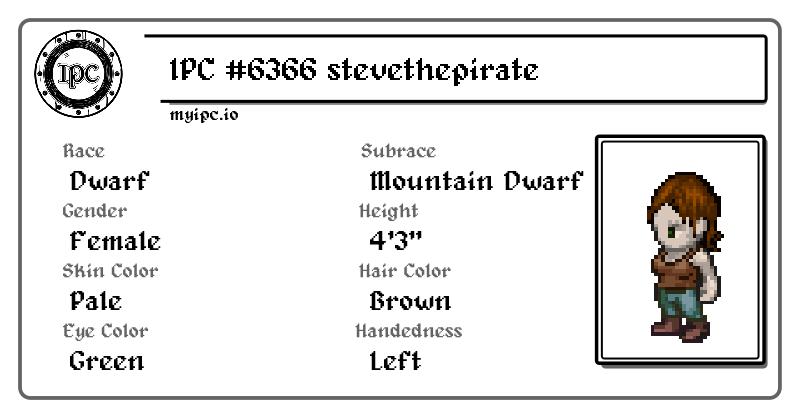 IPC
IPC #6366 stevethepirate
myipc.io
Race
Dwarf
Subrace
Mountain Dwarf
Gender
Female
Height
4'3"
Skin Color
Pale
Hair Color
Brown
Eye Color
Green
Handedness
Left